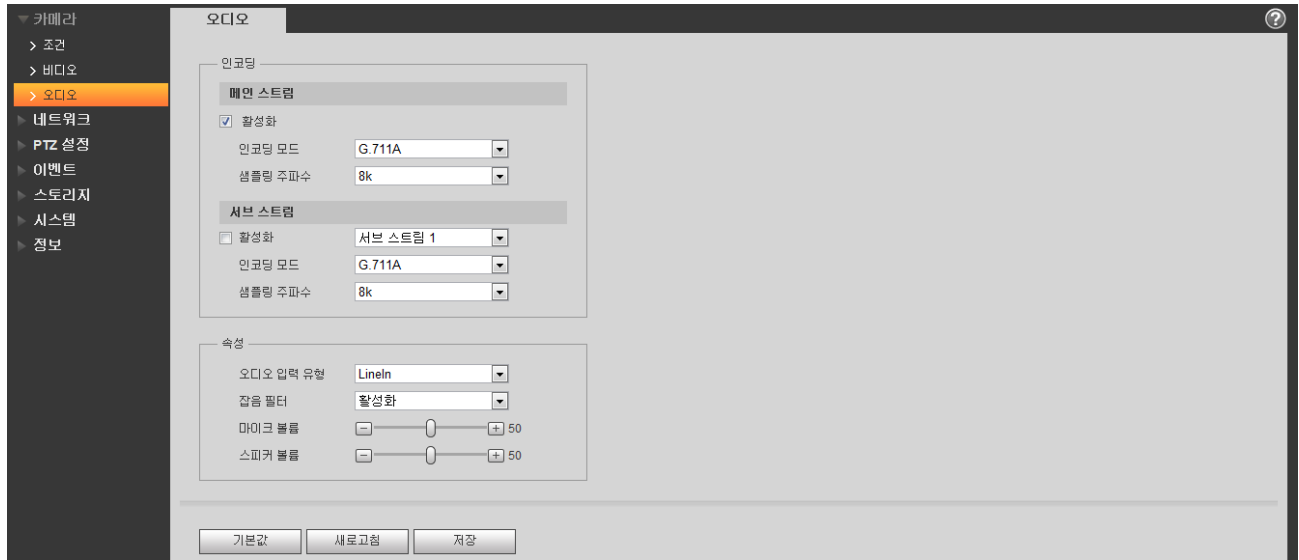 카메라
조건
비디오
오디오
네트워크
PTZ 설정
이벤트
스토리지
시스템
정보
오디오
?
인코딩
메인 스트림
활성화
인코딩 모드 G.711A
샘플링 주파수 8k
서브 스트림
활성화 서브 스트림 1
인코딩 모드 G.711A
샘플링 주파수 8k
속성
오디오 입력 유형 LineIn
잡음 필터 활성화
마이크 볼륨 50
스피커 볼륨 50
기본값 새로고침 저장